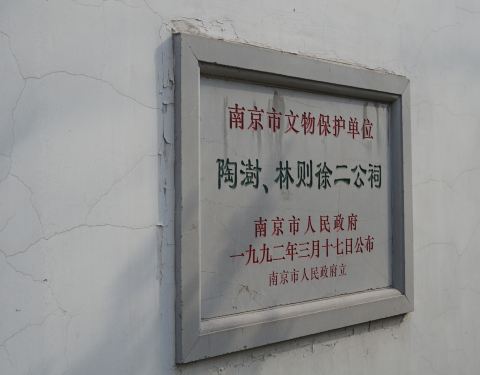 南京市文物保护单位
陶澍、林则徐二公祠
南京市人民政府
一九九二年三月十七日公布
南京市人民政府立